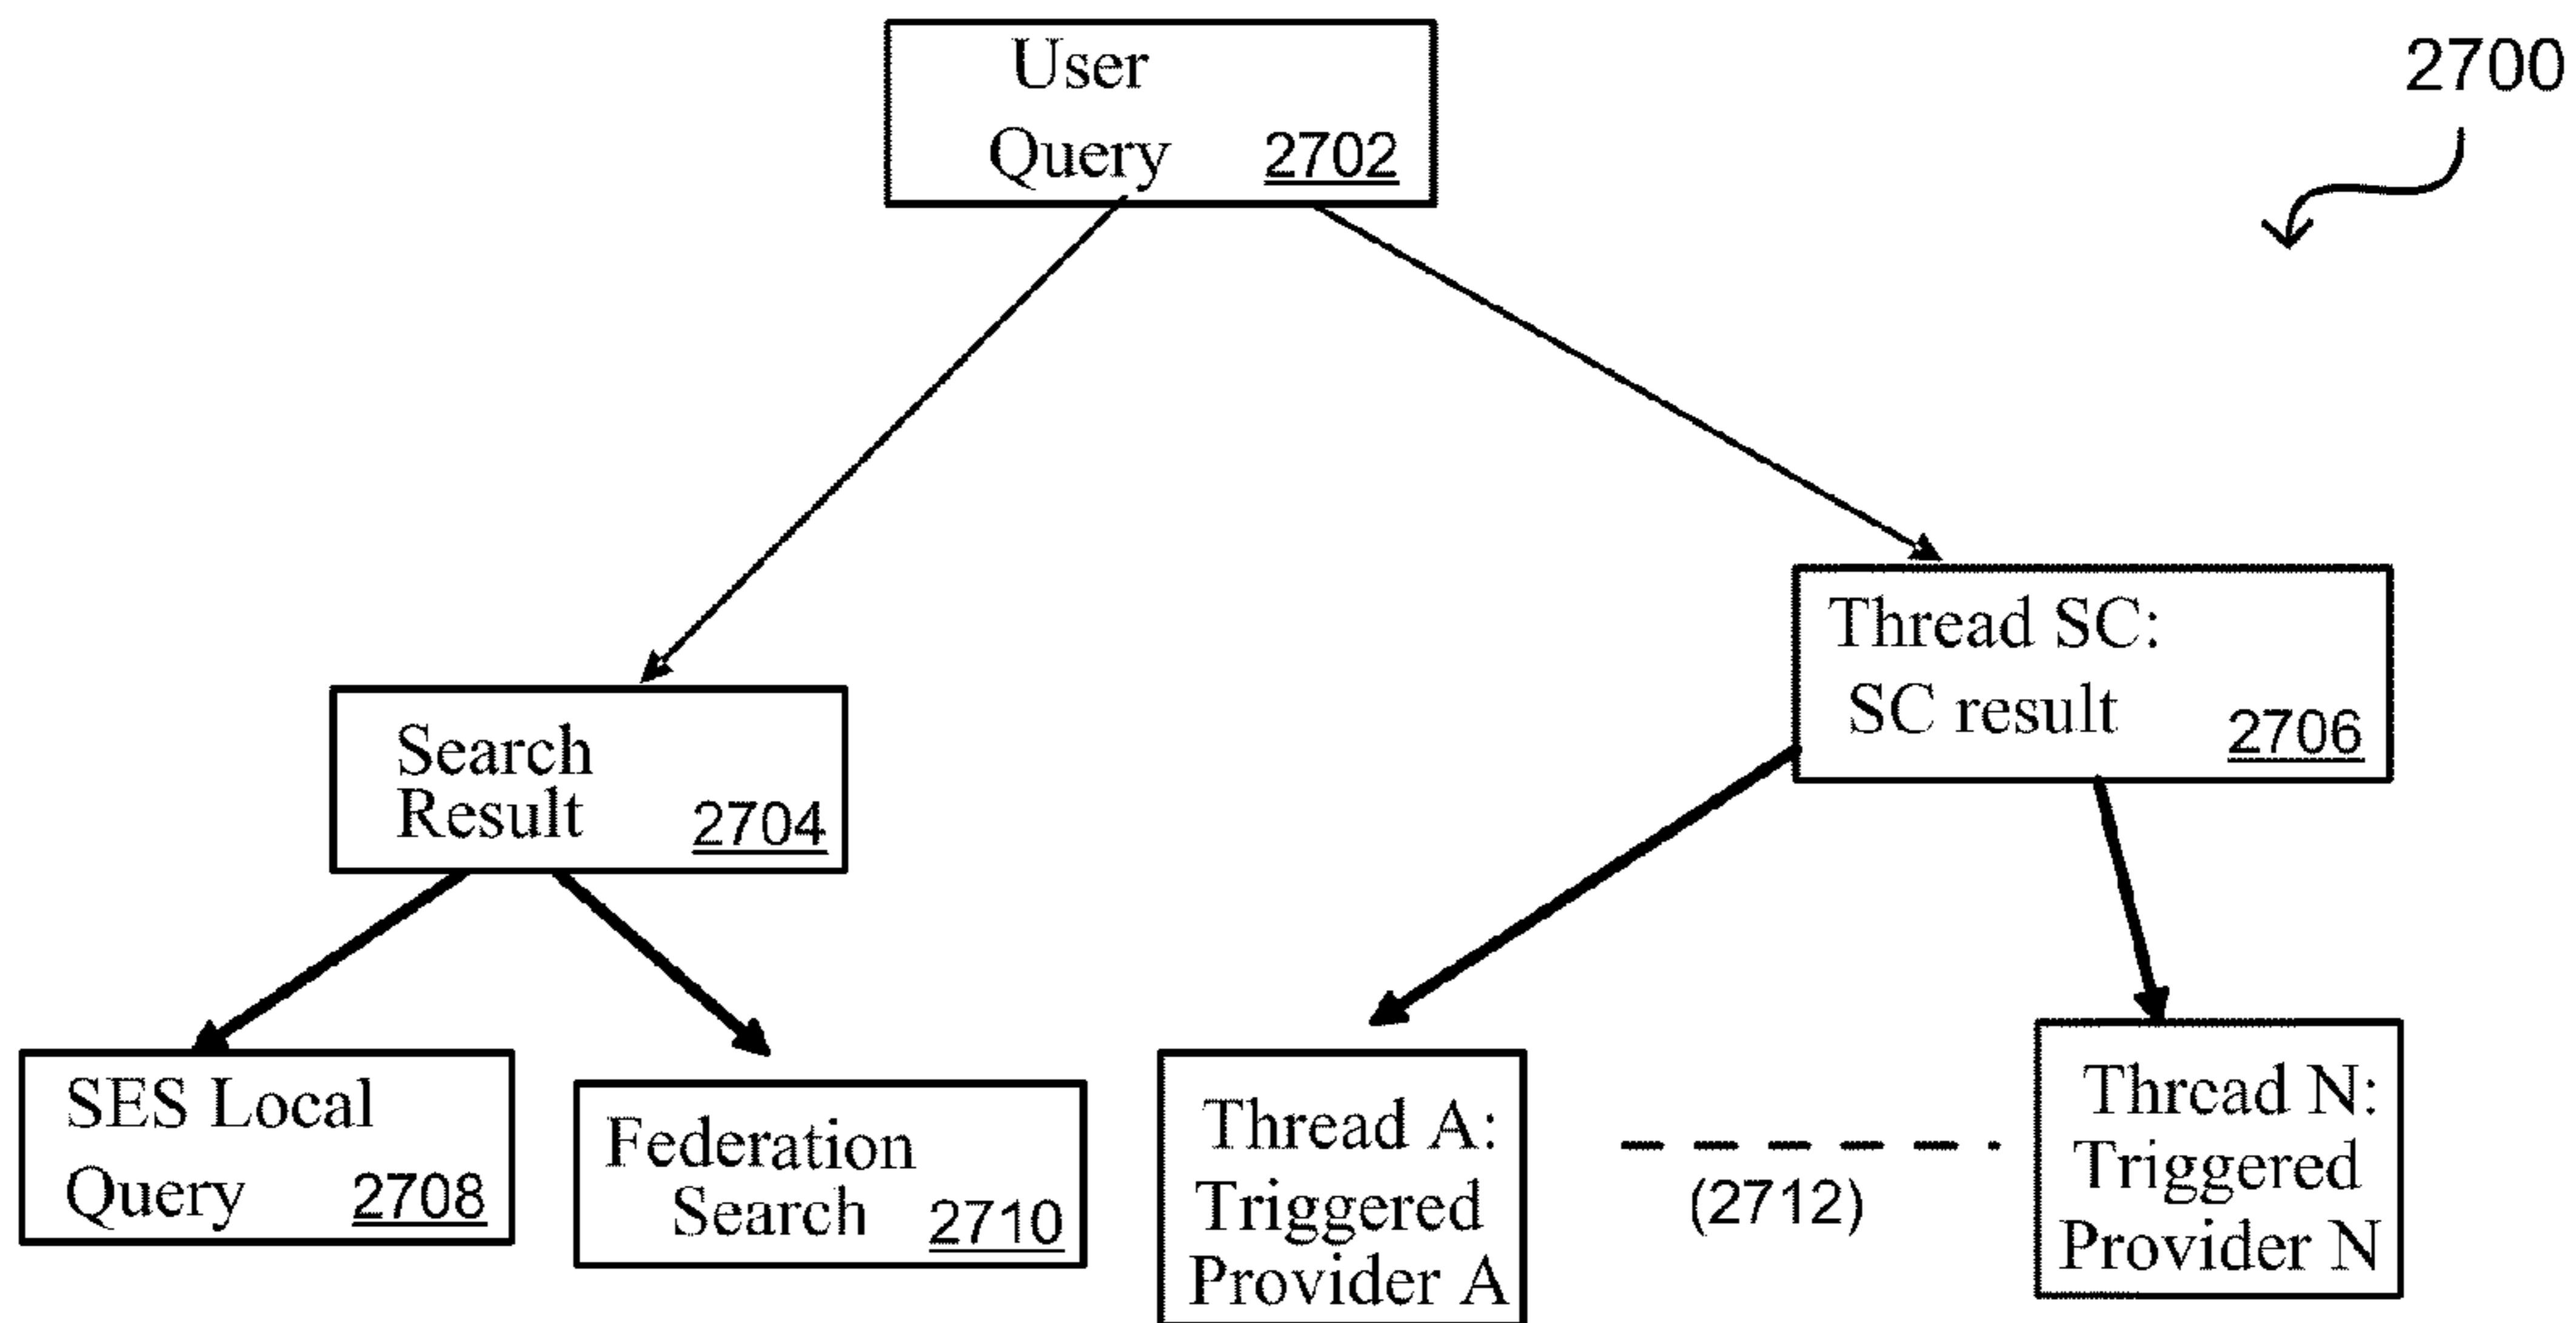 User
Query 2702
2700
Thread SC:
SC result 2706
Search
Result 2704
SES Local
Query 2708
Federation
Search 2710
Thread A:
Triggered
Provider A
(2712)
Thrcad N:
Triggered
Provider N